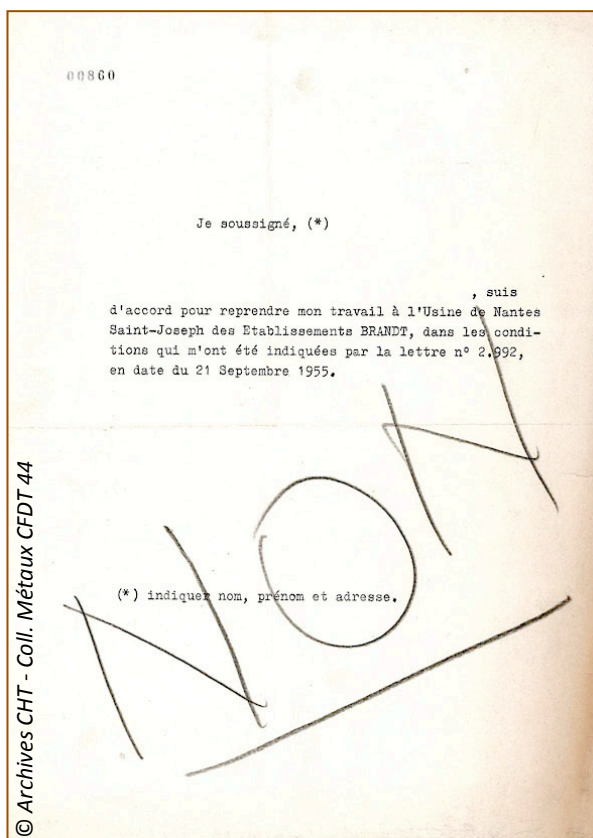 00860
Je soussigné, (*)
, suis
d'accord pour reprendre mon travail à l'Usine de Nantes
Saint-Joseph des Etablissements BRANDT, dans les condi-
tions qui m'ont été indiquées par la lettre n° 2.992,
en date du 21 Septembre 1955.
NON
(*) indiquer nom, prénom et adresse.
© Archives CHT - Coll. Métaux CFDT 44